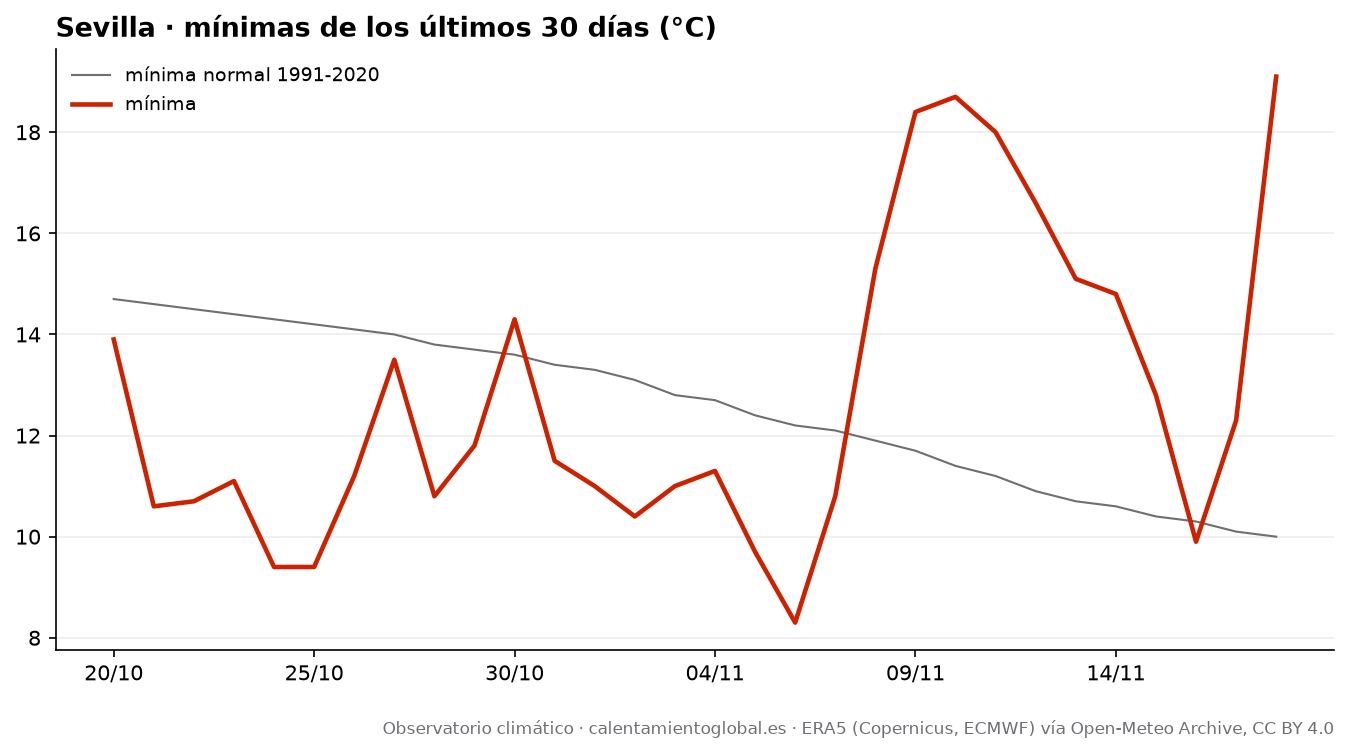 Sevilla · mínimas de los últimos 30 días (°C)
mínima normal 1991-2020
mínima
18
16
14
12
10
8
20/10 25/10 30/10 04/11 09/11 14/11
Observatorio climático · calentamientoglobal.es · ERA5 (Copernicus, ECMWF) vía Open-Meteo Archive, CC BY 4.0